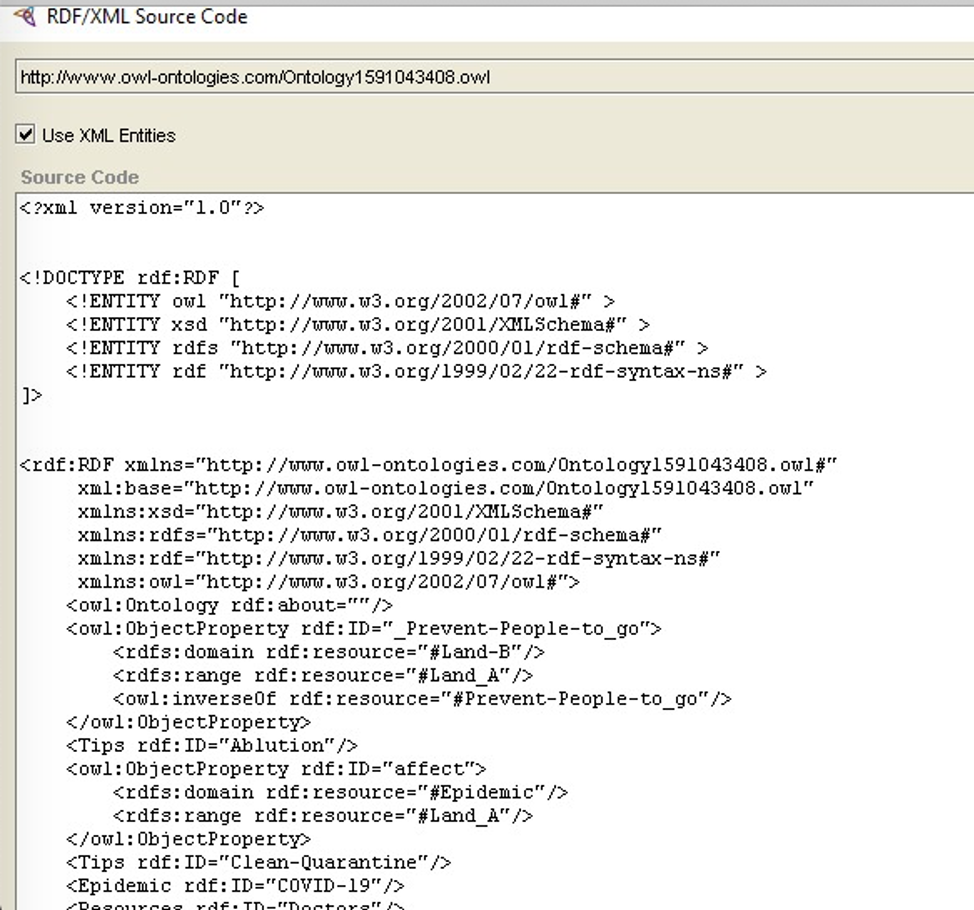 RDF/XML Source Code
http://www.owl-ontologies.com/Ontology1591043408.owl
Use XML Entities
Source Code
<?xml version="1.0"?>
<!DOCTYPE rdf:RDF [
<!ENTITY owl "http://www.w3.org/2002/07/owl#" >
<!ENTITY xsd "http://www.w3.org/2001/XMLSchema#" >
<!ENTITY rdfs "http://www.w3.org/2000/01/rdf-schema#" >
<!ENTITY rdf "http://www.w3.org/1999/02/22-rdf-syntax-ns#" >
]>
<rdf:RDF xmlns="http://www.owl-ontologies.com/Ontology1591043408.owl#"
xml:base="http://www.owl-ontologies.com/Ontology1591043408.owl"
xmlns:xsd="http://www.w3.org/2001/XMLSchema#"
xmlns:rdfs="http://www.w3.org/2000/01/rdf-schema#"
xmlns:rdf="http://www.w3.org/1999/02/22-rdf-syntax-ns#"
xmlns:owl="http://www.w3.org/2002/07/owl#">
<owl:Ontology rdf:about=""/>
<owl:ObjectProperty rdf:ID="_Prevent-People-to_go">
<rdfs:domain rdf:resource="#Land-B"/>
<rdfs:range rdf:resource="#Land_A"/>
<owl:inverseOf rdf:resource="#Prevent-People-to_go"/>
</owl:ObjectProperty>
<Tips rdf:ID="Ablution"/>
<owl:ObjectProperty rdf:ID="affect">
<rdfs:domain rdf:resource="#Epidemic"/>
<rdfs:range rdf:resource="#Land_A"/>
</owl:ObjectProperty>
<Tips rdf:ID="Clean-Quarantine"/>
<Epidemic rdf:ID="COVID-19"/>
<Resources rdf:ID="Doctors"/>